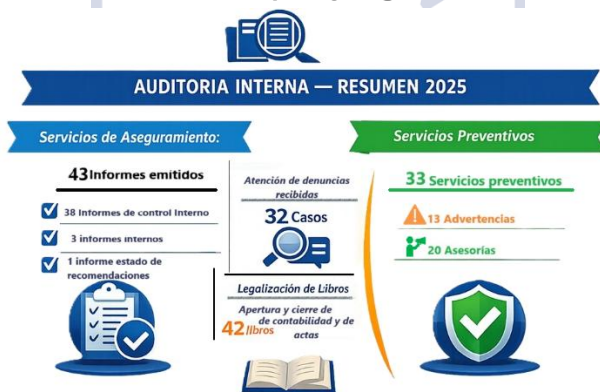 AUDITORIA INTERNA — RESUMEN 2025
Servicios de Aseguramiento:
43 Informes emitidos
38 Informes de control Interno
3 informes internos
1 informe estado de
recomendaciones
Atención de denuncias
recibidas
32 Casos
Legalización de Libros
Apertura y cierre de
de contabilidad y de
42 libros actas
Servicios Preventivos
33 Servicios preventivos
13 Advertencias
20 Asesorías